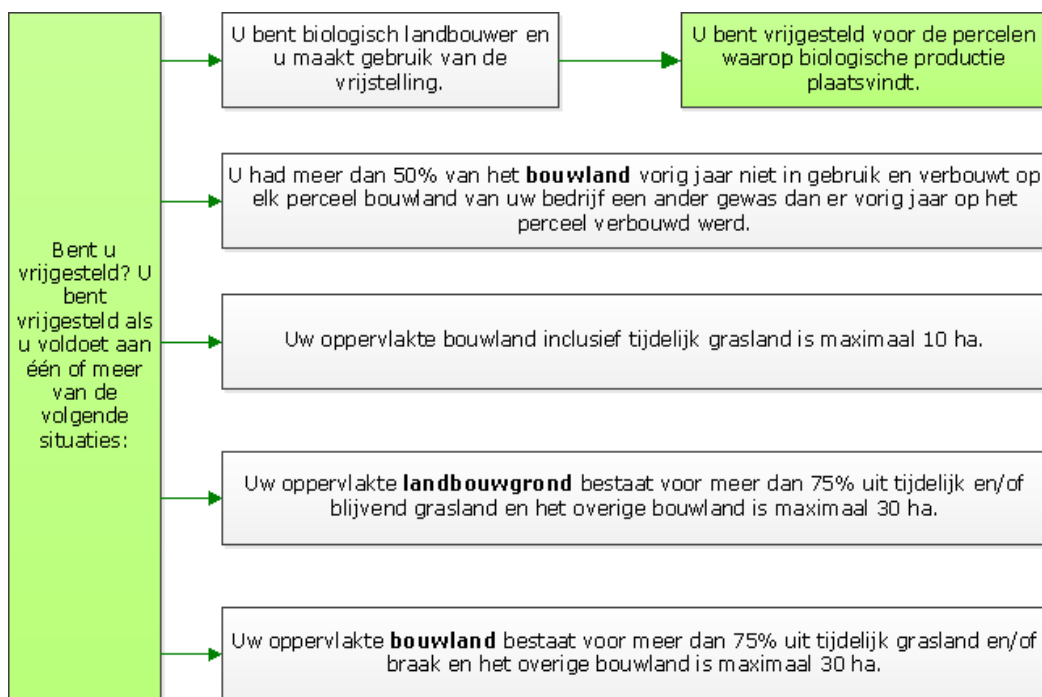 Bent u
vrijgesteld? U
bent
vrijgesteld als
u voldoet aan
één of meer
van de
volgende
situaties:
U bent biologisch landbouwer en
u maakt gebruik van de
vrijstelling.
U bent vrijgesteld voor de percelen
waarop biologische productie
plaatsvindt.
U had meer dan 50% van het bouwland vorig jaar niet in gebruik en verbouwt op
elk perceel bouwland van uw bedrijf een ander gewas dan er vorig jaar op het
perceel verbouwd werd.
Uw oppervlakte bouwland inclusief tijdelijk grasland is maximaal 10 ha.
Uw oppervlakte landbouwgrond bestaat voor meer dan 75% uit tijdelijk en/of
blijvend grasland en het overige bouwland is maximaal 30 ha.
Uw oppervlakte bouwland bestaat voor meer dan 75% uit tijdelijk grasland en/of
braak en het overige bouwland is maximaal 30 ha.